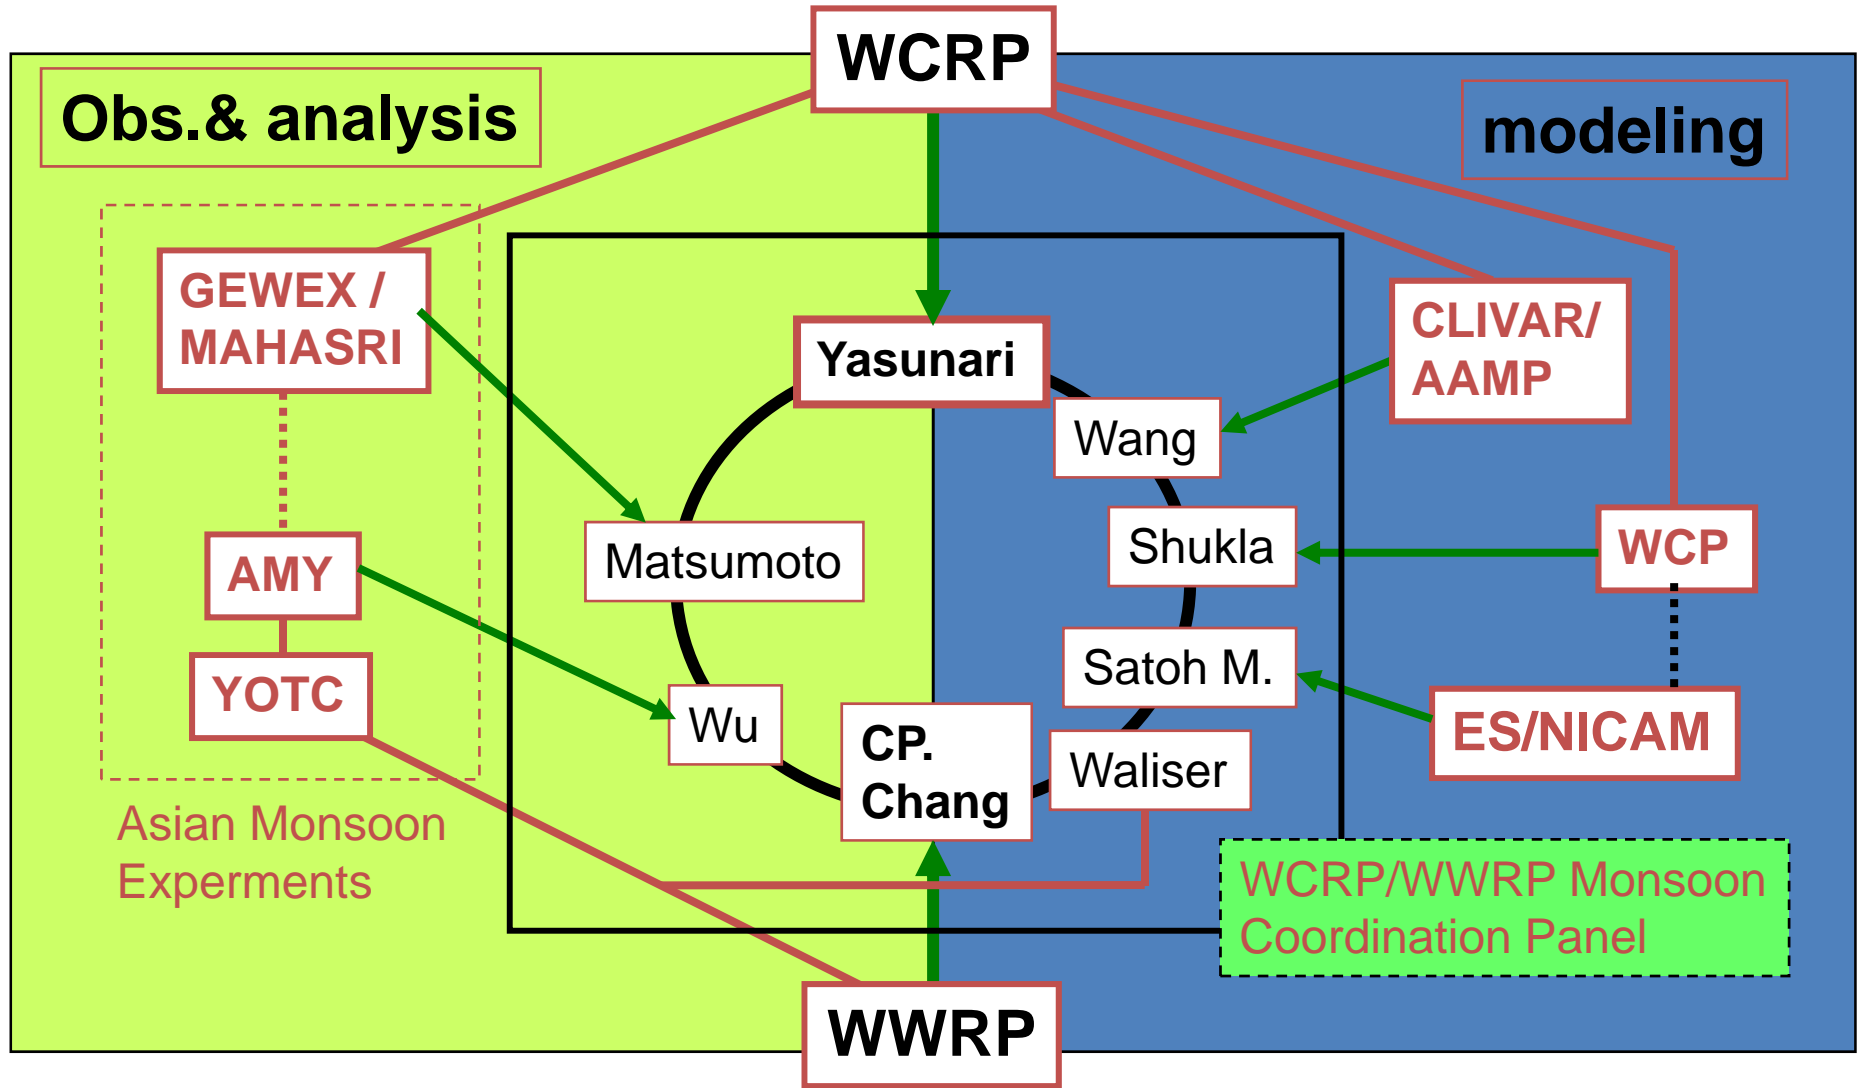 WCRP
Obs.& analysis
modeling
GEWEX /
MAHASRI
CLIVAR/
AAMP
Yasunari
Wang
Shukla
WCP
Matsumoto
AMY
Satoh M.
YOTC
Wu
CP.
Chang
Waliser
ES/NICAM
Asian Monsoon
Experments
WCRP/WWRP Monsoon
Coordination Panel
WWRP